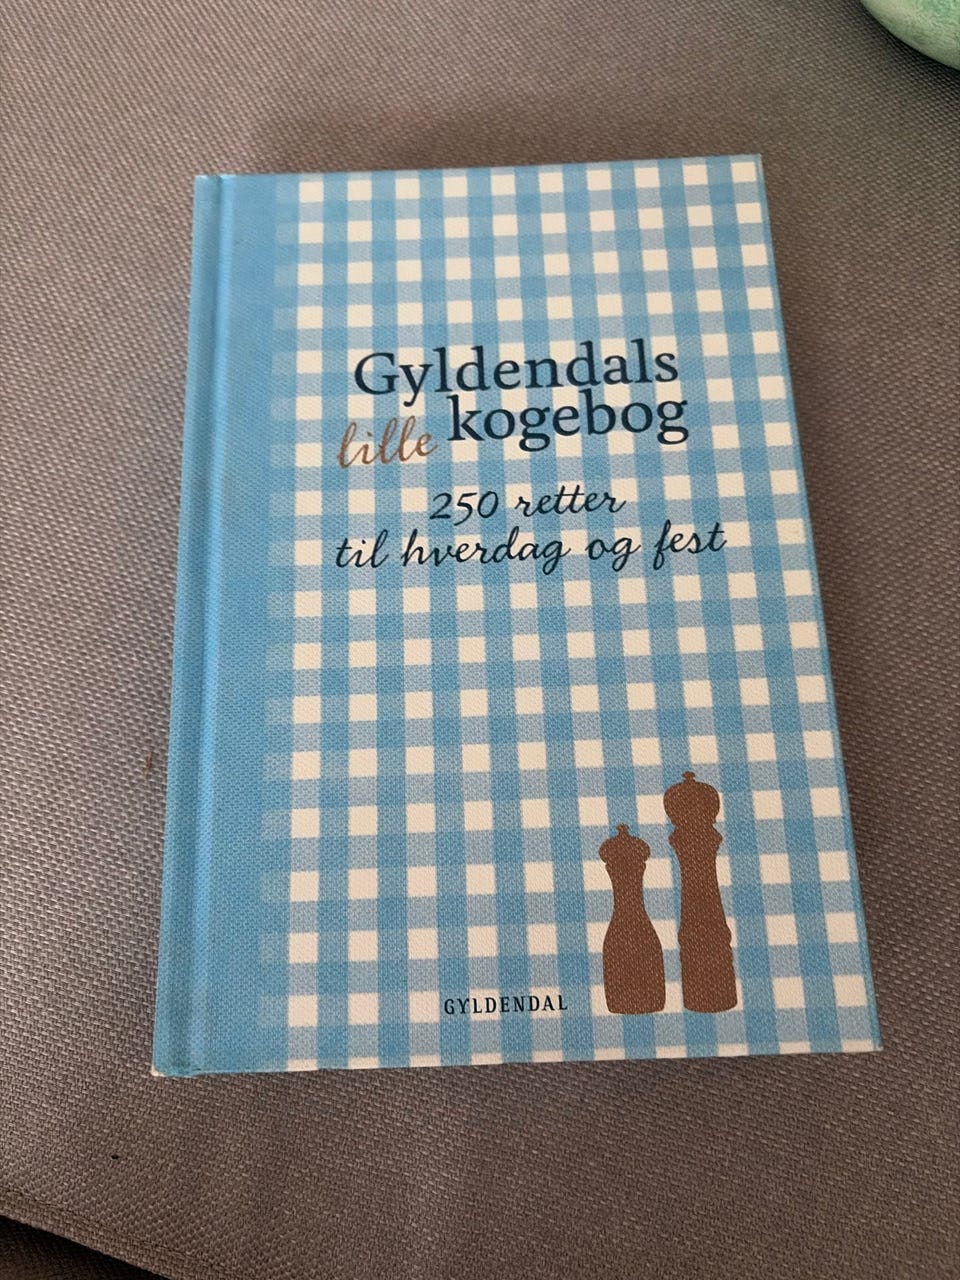 Gyldendals
lille kogebog
250 retter
til hverdag og fest
GYLDENDAL